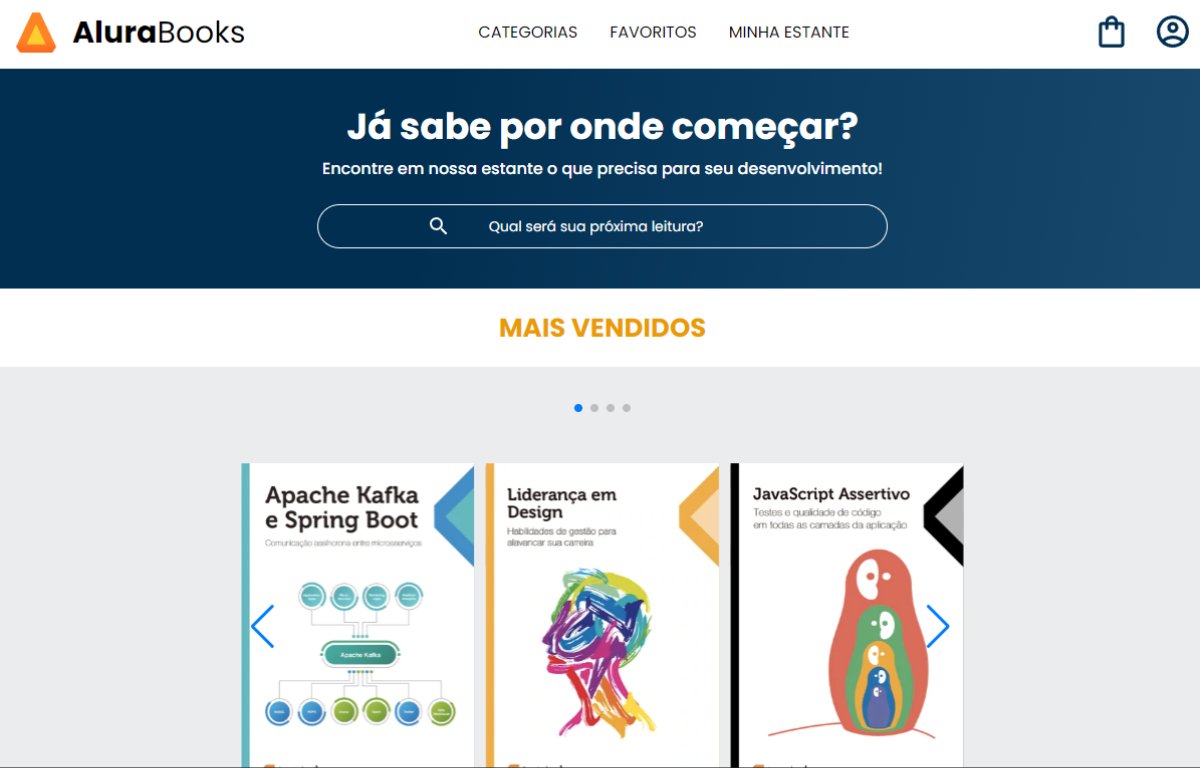 AluraBooks
CATEGORIAS
FAVORITOS
MINHA ESTANTE
Já sabe por onde começar?
Encontre em nossa estante o que precisa para seu desenvolvimento!
Qual será sua próxima leitura?
MAIS VENDIDOS
Apache Kafka
e Spring Boot
Comunicação assíncrona entre microsserviços
Apache Kafka
Liderança em
Design
Habilidades de gestão para
alavancar sua carreira
JavaScript Assertivo
Testes e qualidade de código
em todas as camadas da aplicação